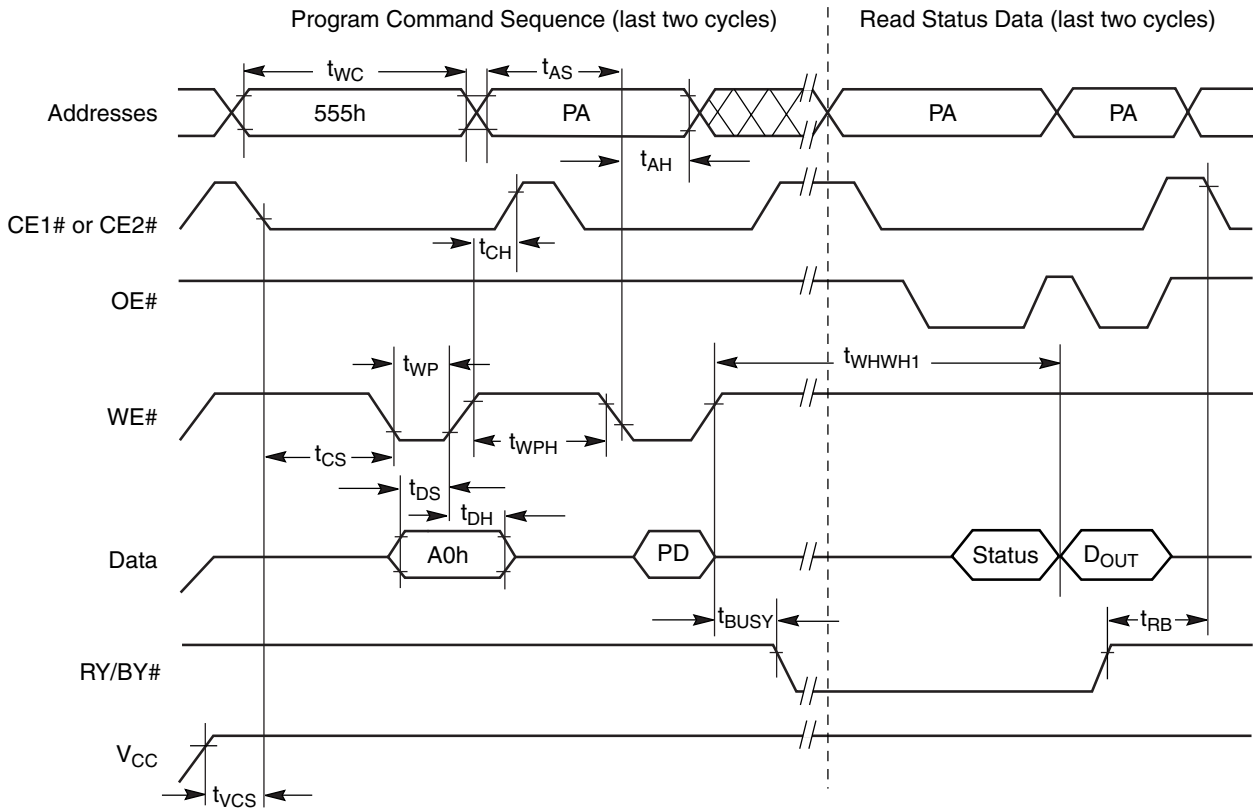 Program Command Sequence (last two cycles)
Read Status Data (last two cycles)
tWC
tAS
Addresses
555h
PA
PA
PA
tAH
CE1# or CE2#
tCH
OE#
tWP
tWHWH1
WE#
tCS
tWPH
tDS
tDH
Data
A0h
PD
Status
DOUT
tBUSY
tRB
RY/BY#
VCC
tVCS